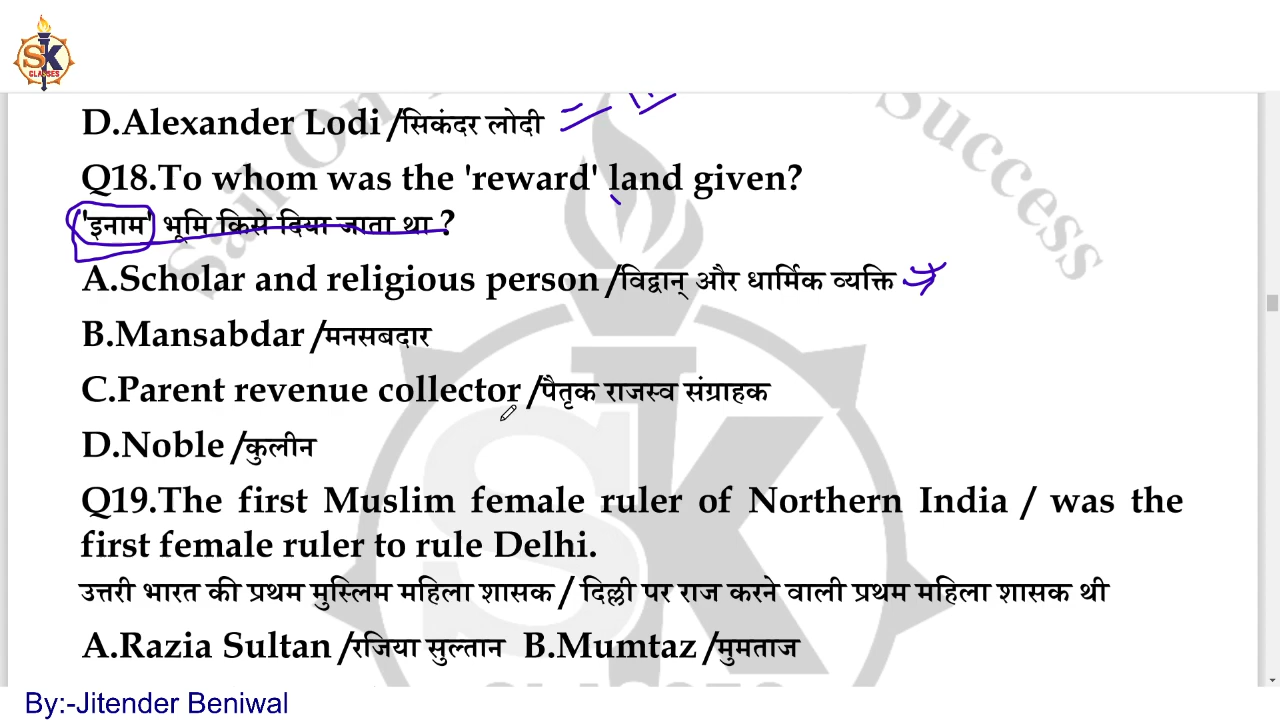 SK
CLASSES
D.Alexander Lodi /सिकंदर लोदी
Success
Q18.To whom was the 'reward' land given?
'इनाम' भूमि किसे दिया जाता था ?
A.Scholar and religious person /विद्वान् और धार्मिक व्यक्ति
B.Mansabdar /मनसबदार
C.Parent revenue collector /पैतृक राजस्व संग्राहक
D.Noble /कुलीन
Q19.The first Muslim female ruler of Northern India / was the
first female ruler to rule Delhi.
उत्तरी भारत की प्रथम मुस्लिम महिला शासक / दिल्ली पर राज करने वाली प्रथम महिला शासक थी
A.Razia Sultan /रजिया सुल्तान B.Mumtaz /मुमताज
By:-Jitender Beniwal